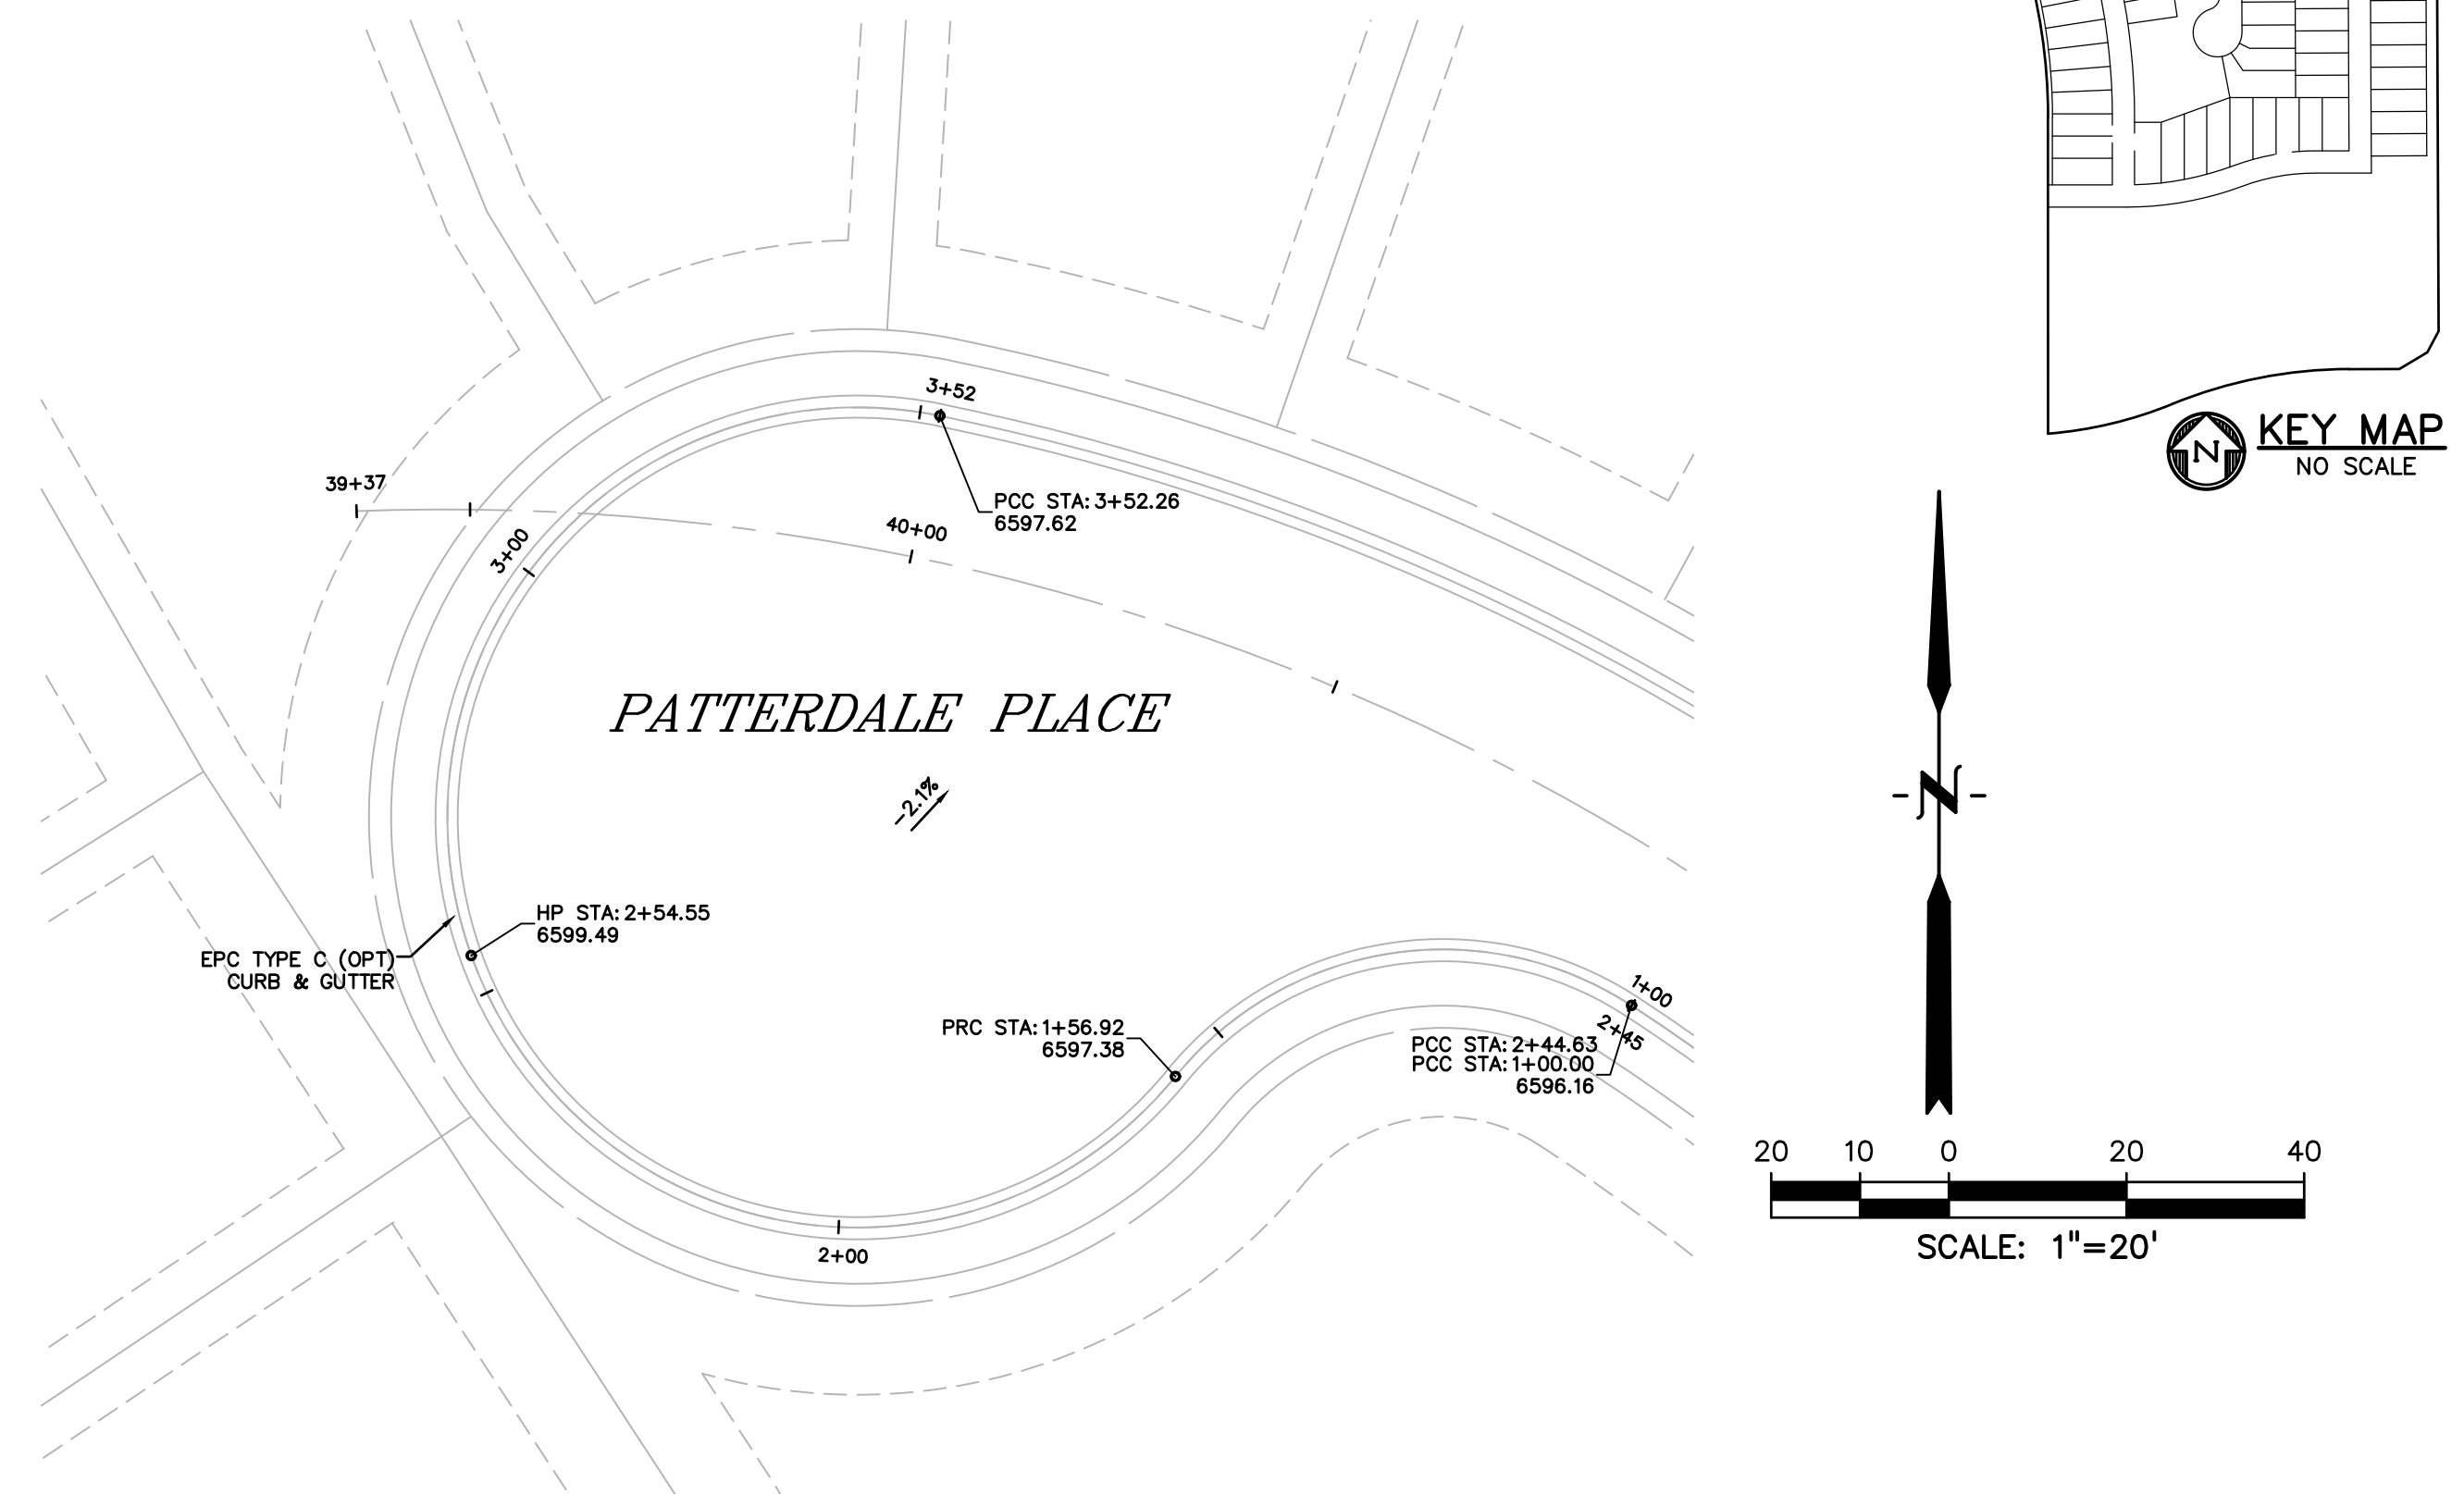 KEY MAP
N
NO SCALE
3+52
PCC STA: 3+52.26
6597.62
39+37
40+00
3+00
PATTERDALE PLACE
-2.1%
N
HP STA: 2+54.55
6599.49
EPC TYPE C (OPT)
CURB & GUTTER
1+00
2+45
PRC STA: 1+56.92
6597.38
PCC STA: 2+44.63
PCC STA: 1+00.00
6596.16
2+00
20 10 0 20 40
SCALE: 1"=20'